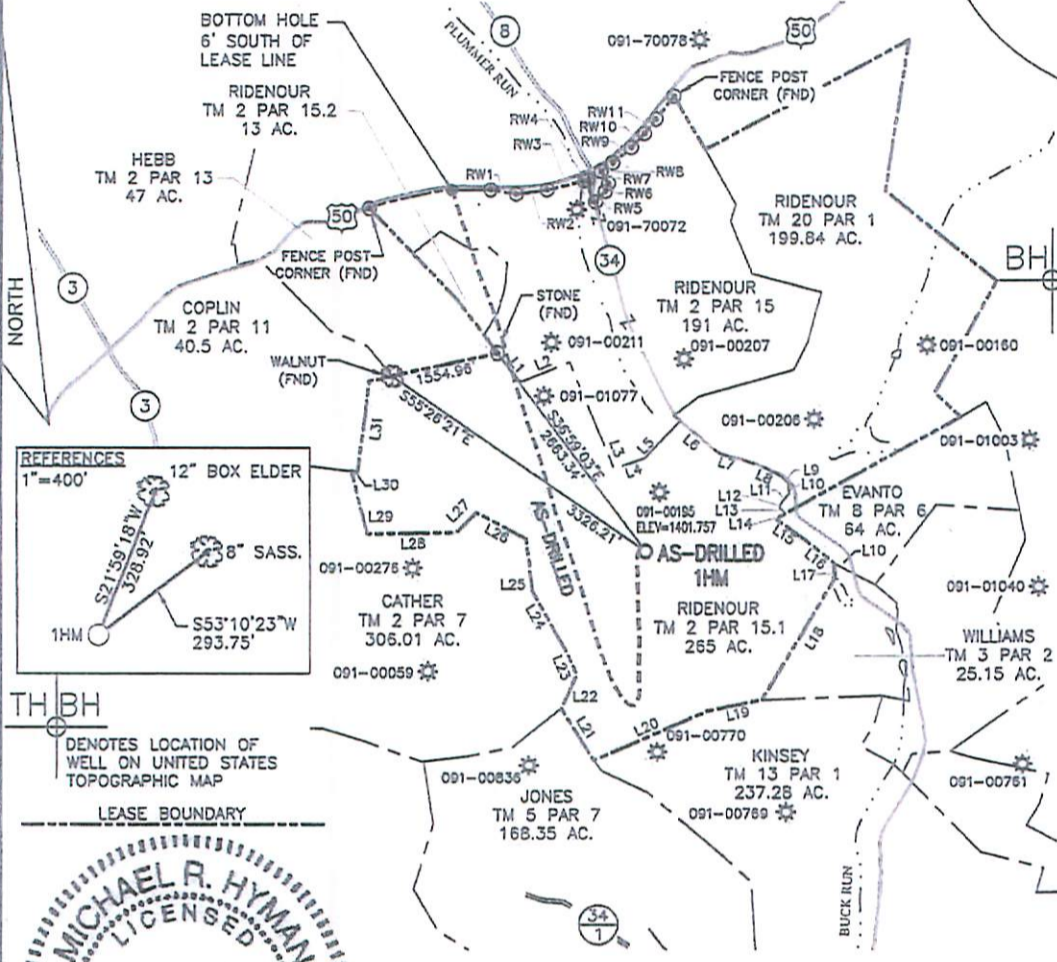 BOTTOM HOLE
6' SOUTH OF
LEASE LINE
8
PLUMMER RUN
091-70078
50
FENCE POST
CORNER (FND)
RIDENOUR
TM 2 PAR 15.2
13 AC.
RW4
RW3
RW11
RW10
RW9
RW8
RW7
RW6
RW5
RW1
RW2
091-70072
HEBB
TM 2 PAR 13
47 AC.
50
FENCE POST
CORNER (FND)
34
RIDENOUR
TM 20 PAR 1
199.84 AC.
BH
NORTH
3
COPLIN
TM 2 PAR 11
40.5 AC.
STONE
(FND)
RIDENOUR
TM 2 PAR 15
191 AC.
091-00211
091-00207
091-00160
WALNUT
(FND)
1554.96'
L1
L2
091-01077
S55°26'21"E
3326.21'
S36°59'03"E
2663.34'
091-00206
091-01003
3
L31
L3
L4
L5
L6
L7
L8
L9
L10
L11
L12
L13
L14
L15
L16
L10
L17
EVANTO
TM 8 PAR 6
64 AC.
REFERENCES
1"=400'
12" BOX ELDER
S21°59'18"W
328.92'
8" SASS.
S53°10'23"W
293.75'
1HM
L30
L29
L28
L27
L26
L25
L24
L23
L22
L21
091-00195
ELEV=1401.757
AS-DRILLED
1HM
AS-DRILLED
091-00276
CATHER
TM 2 PAR 7
306.01 AC.
091-00059
RIDENOUR
TM 2 PAR 15.1
265 AC.
L18
L19
L20
091-01040
WILLIAMS
TM 3 PAR 2
25.15 AC.
TH BH
DENOTES LOCATION OF
WELL ON UNITED STATES
TOPOGRAPHIC MAP
LEASE BOUNDARY
091-00770
091-00836
JONES
TM 5 PAR 7
168.35 AC.
KINSEY
TM 13 PAR 1
237.28 AC.
091-00769
091-00761
BUCK RUN
34
1
MICHAEL R. HYMAN
LICENSED